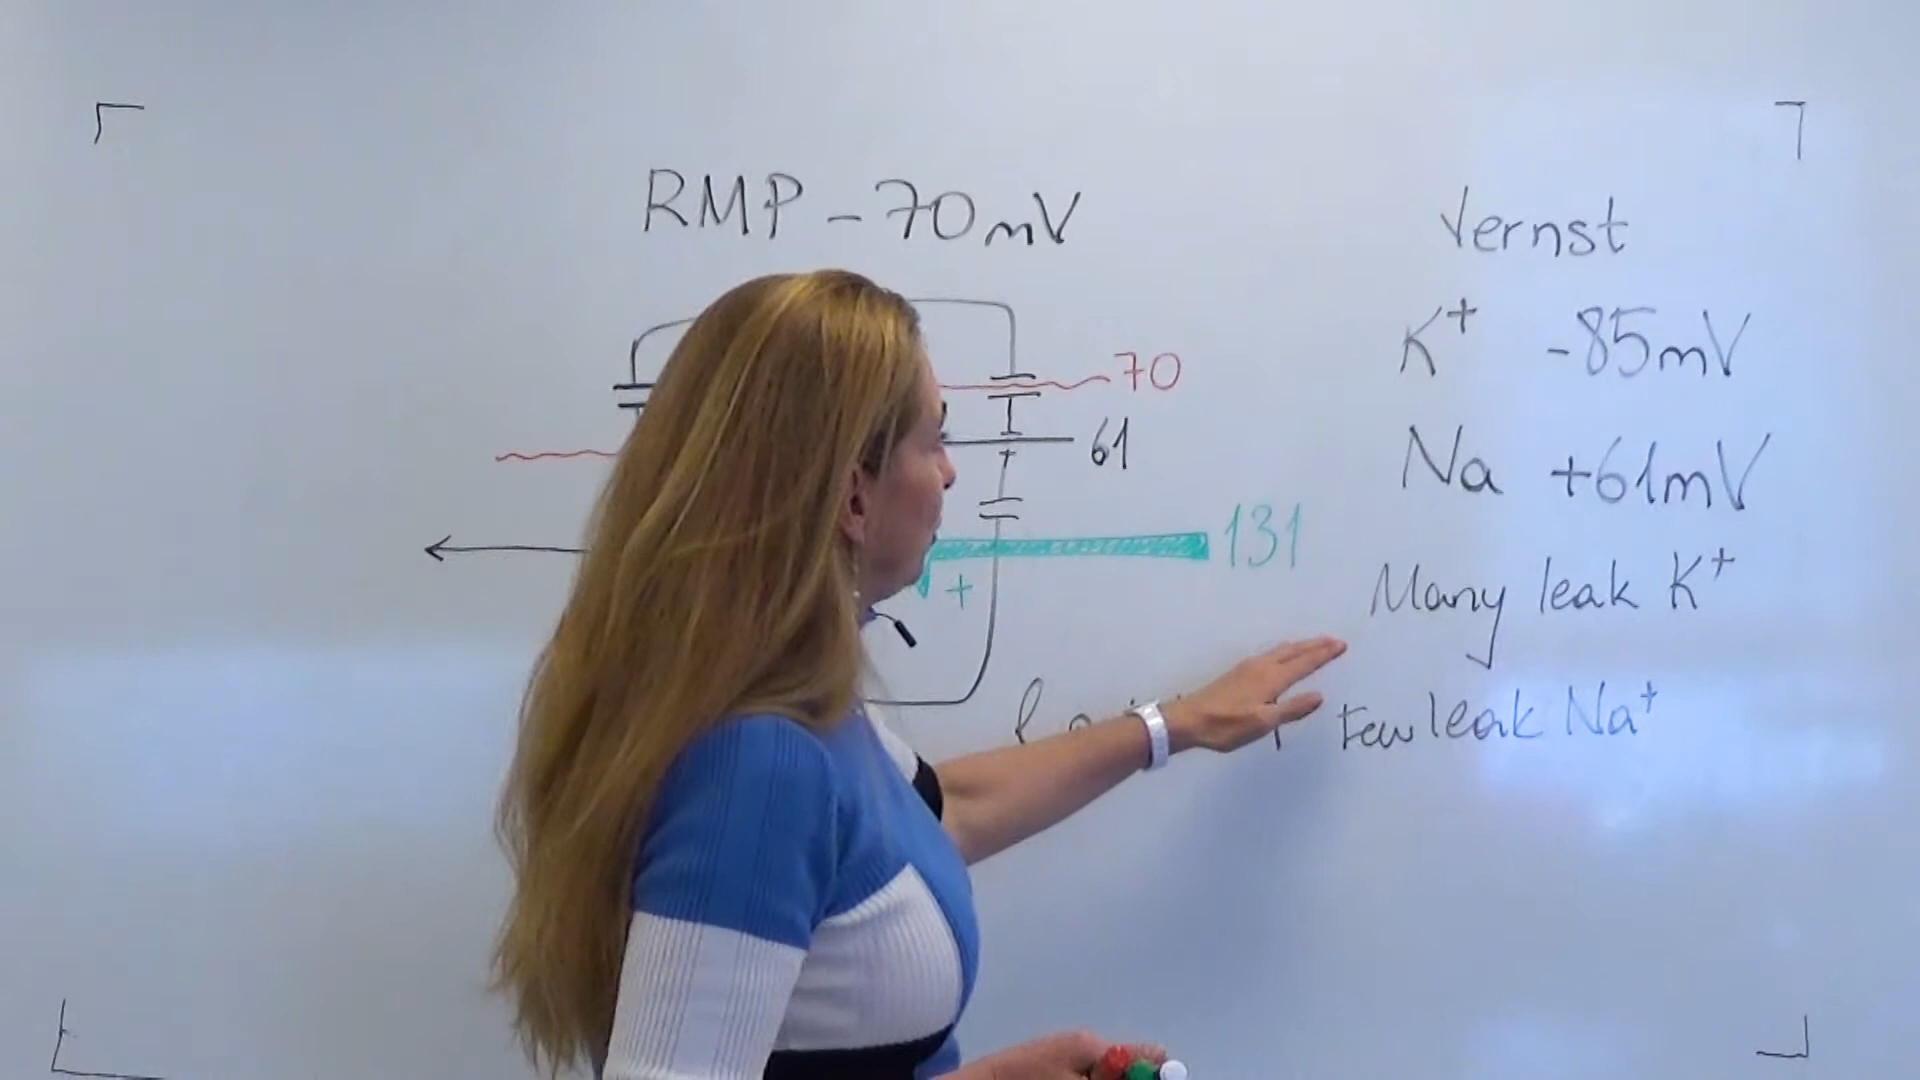 RMP -70mV
Vernst
K+ -85mV
70
Na +61mV
61
131
+
Many leak K+
Few leak Na+